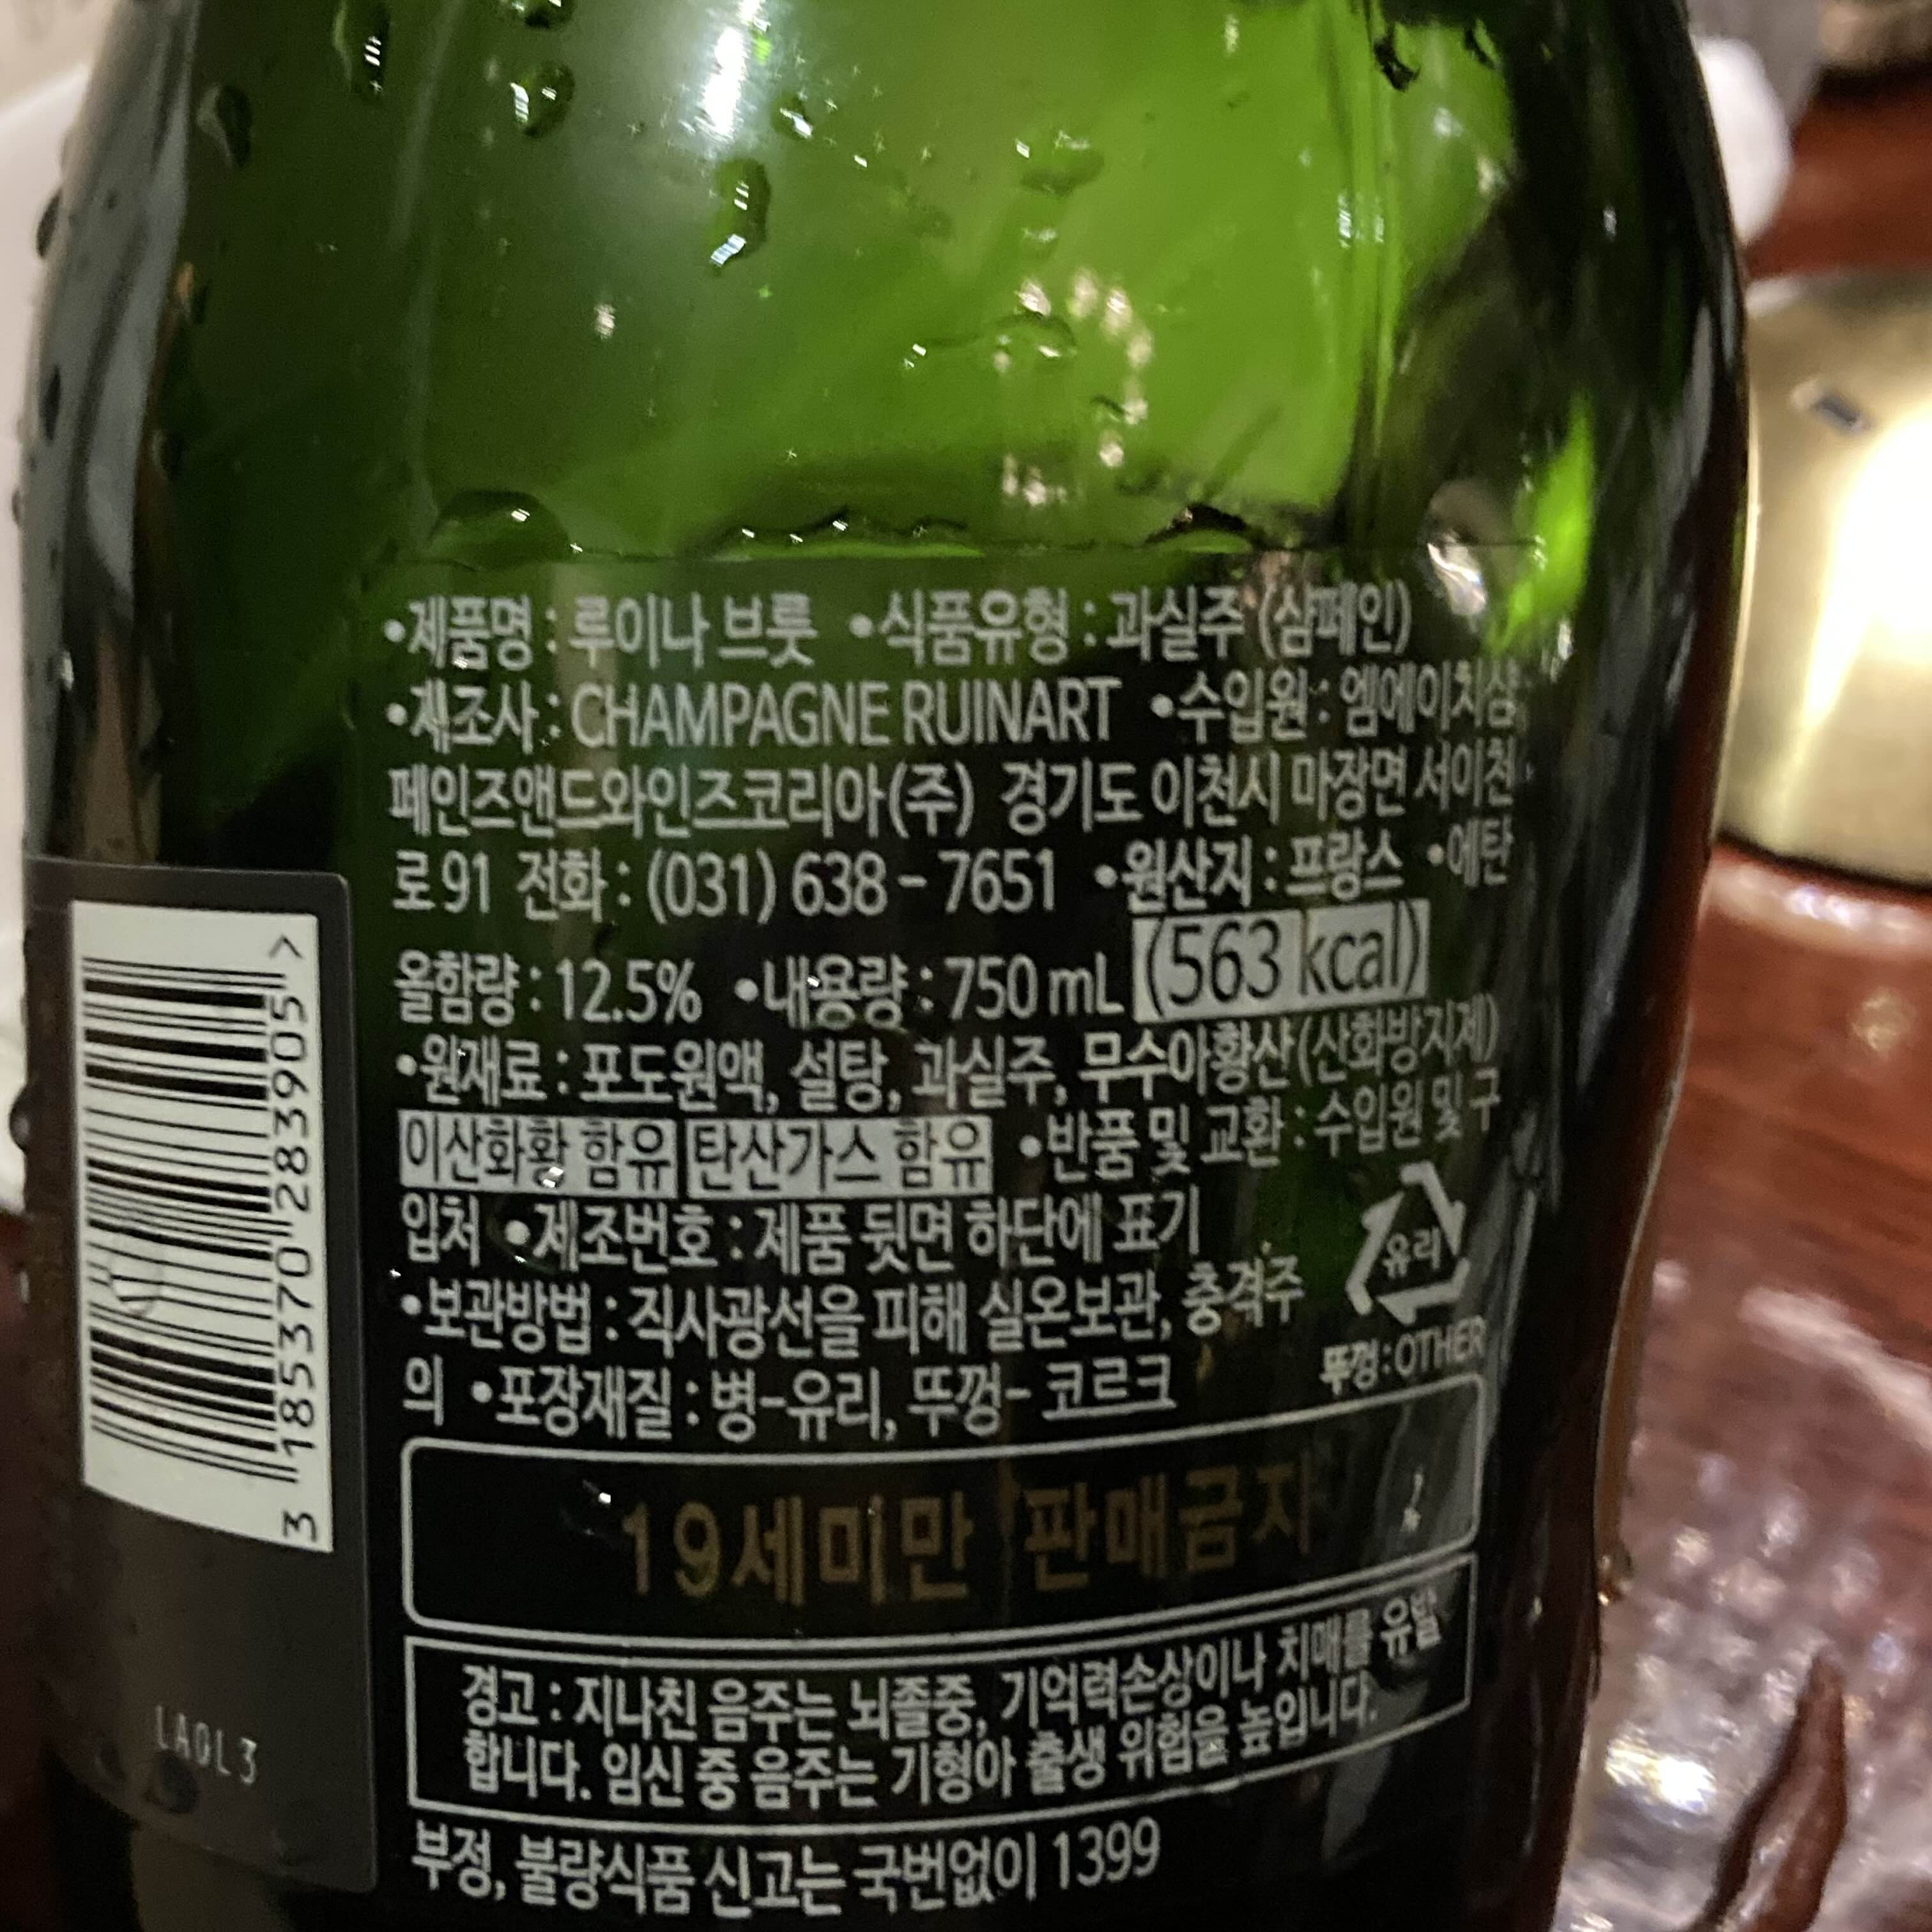 •제품명 : 루이나 브룻 •식품유형 : 과실주 (샴페인)
•제조사 : CHAMPAGNE RUINART •수입원 : 엠에이치샴
페인즈앤드와인즈코리아(주) 경기도 이천시 마장면 서이천
로 91 전화 : (031) 638 - 7651 •원산지 : 프랑스 •에탄
올함량 : 12.5% •내용량 : 750 mL (563 kcal)
•원재료 : 포도원액, 설탕, 과실주, 무수아황산(산화방지제)
이산화황 함유 탄산가스 함유 •반품 및 교환 : 수입원 및 구
입처 •제조번호 : 제품 뒷면 하단에 표기
•보관방법 : 직사광선을 피해 실온보관, 충격주
의 •포장재질 : 병-유리, 뚜껑- 코르크
유리
뚜껑:OTHER
19세미만 판매금지
경고 : 지나친 음주는 뇌졸중, 기억력손상이나 치매를 유발
합니다. 임신 중 음주는 기형아 출생 위험을 높입니다.
부정, 불량식품 신고는 국번없이 1399
3 185370 283905 >
LAOL3